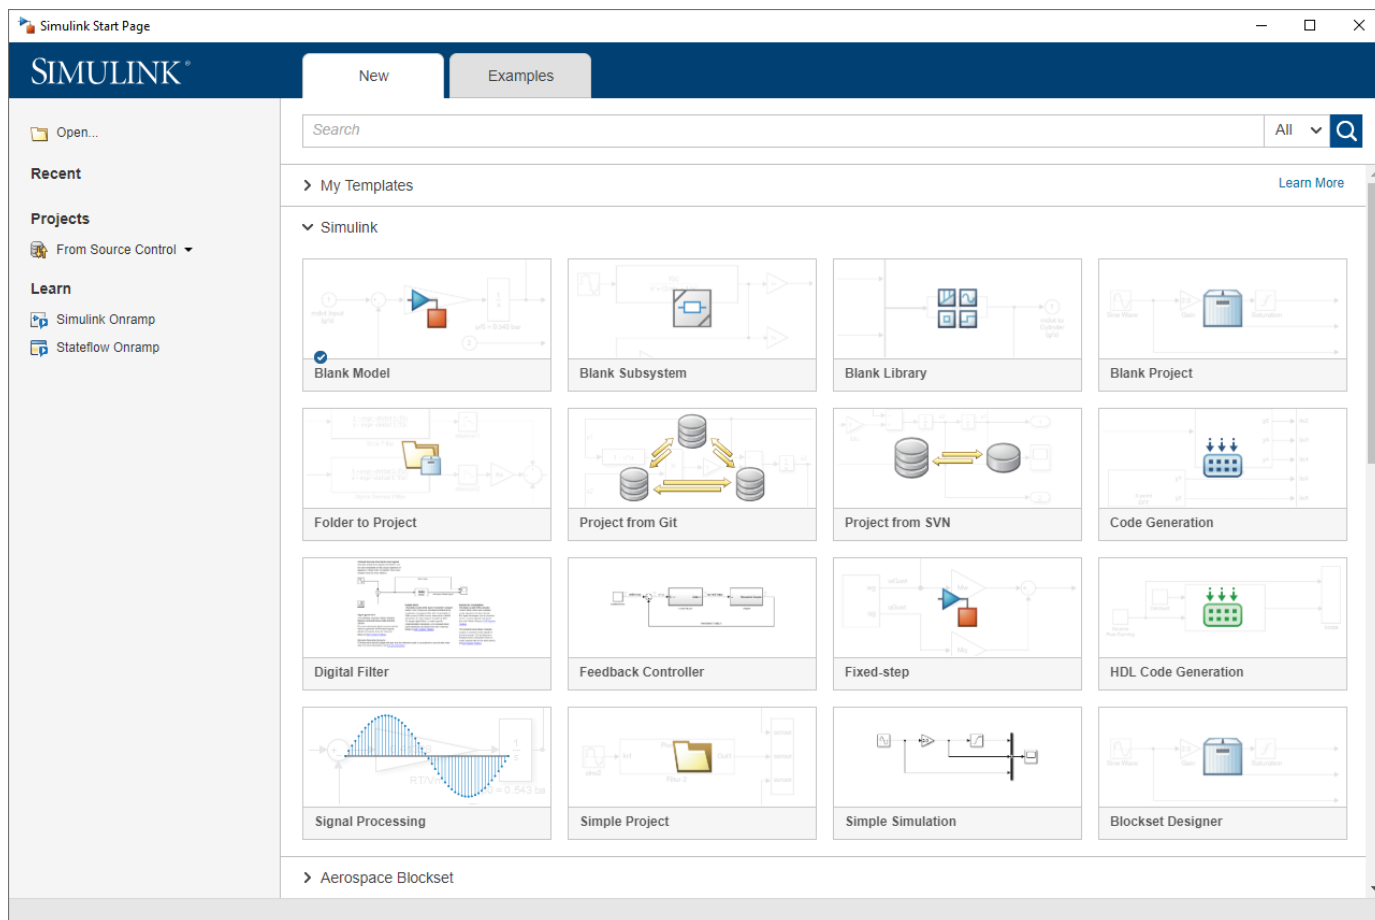 Simulink Start Page
SIMULINK®
New
Examples
Open...
Recent
Projects
From Source Control
Learn
Simulink Onramp
Stateflow Onramp
Search
All
My Templates
Learn More
Simulink
Blank Model
Blank Subsystem
Blank Library
Blank Project
Folder to Project
Project from Git
Project from SVN
Code Generation
Digital Filter
Feedback Controller
Fixed-step
HDL Code Generation
Signal Processing
Simple Project
Simple Simulation
Blockset Designer
Aerospace Blockset